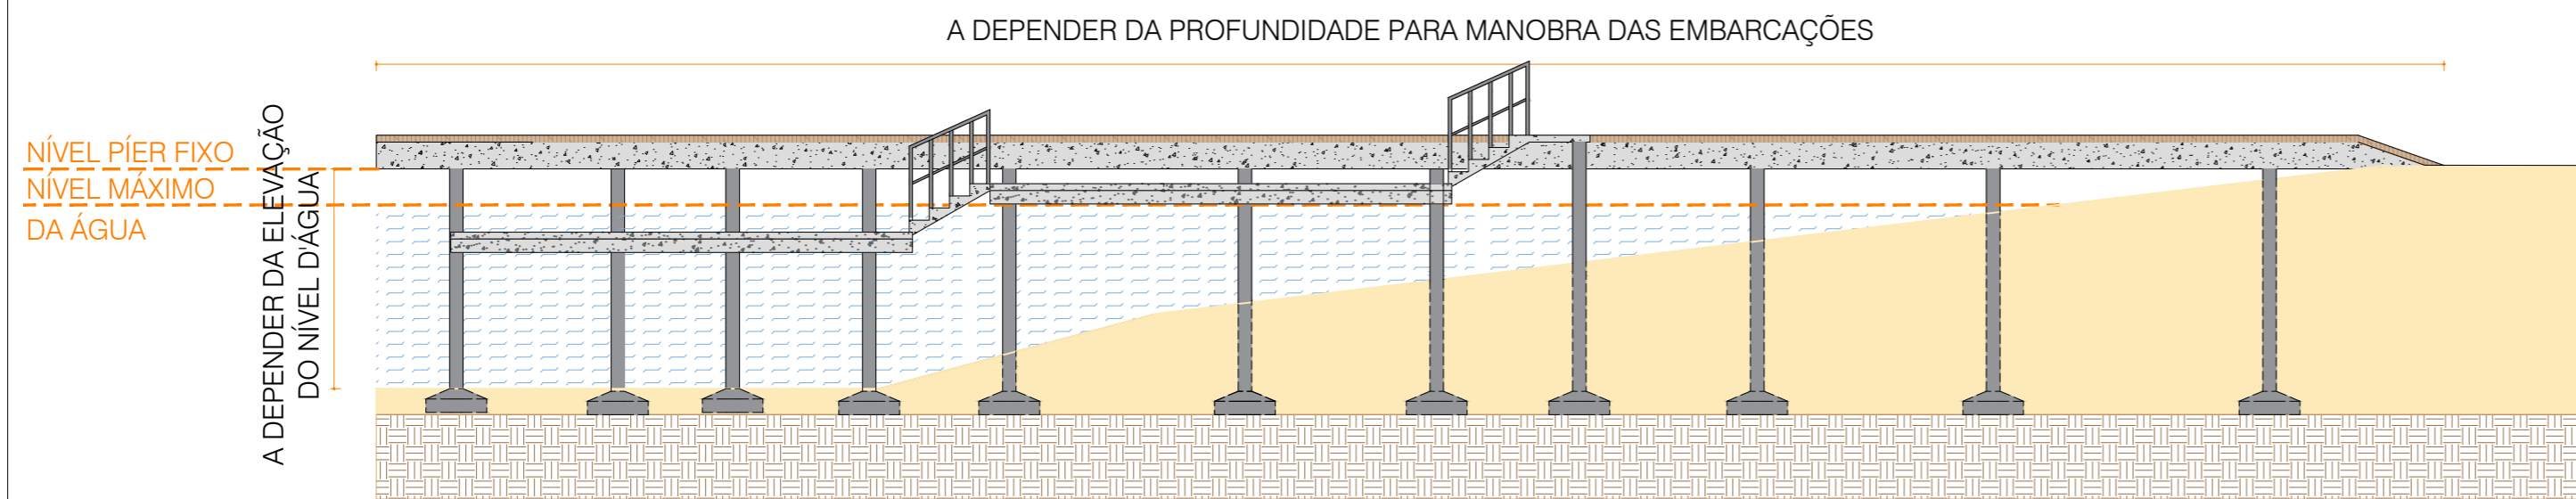 A DEPENDER DA PROFUNDIDADE PARA MANOBRA DAS EMBARCAÇÕES
NÍVEL PÍER FIXO
NÍVEL MÁXIMO
DA ÁGUA
A DEPENDER DA ELEVAÇÃO
DO NÍVEL D'ÁGUA